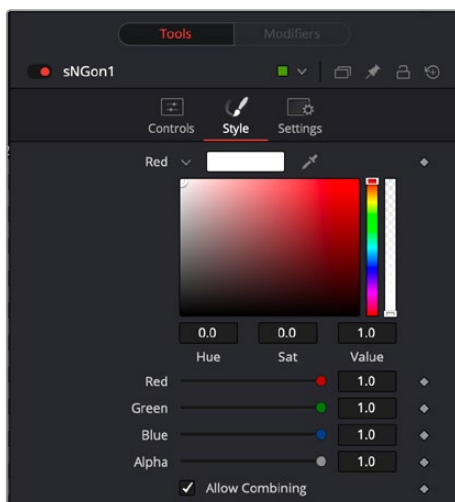 Tools Modifiers
sNGon1
Controls Style Settings
Red
0.0 0.0 1.0
Hue Sat Value
Red 1.0
Green 1.0
Blue 1.0
Alpha 1.0
Allow Combining